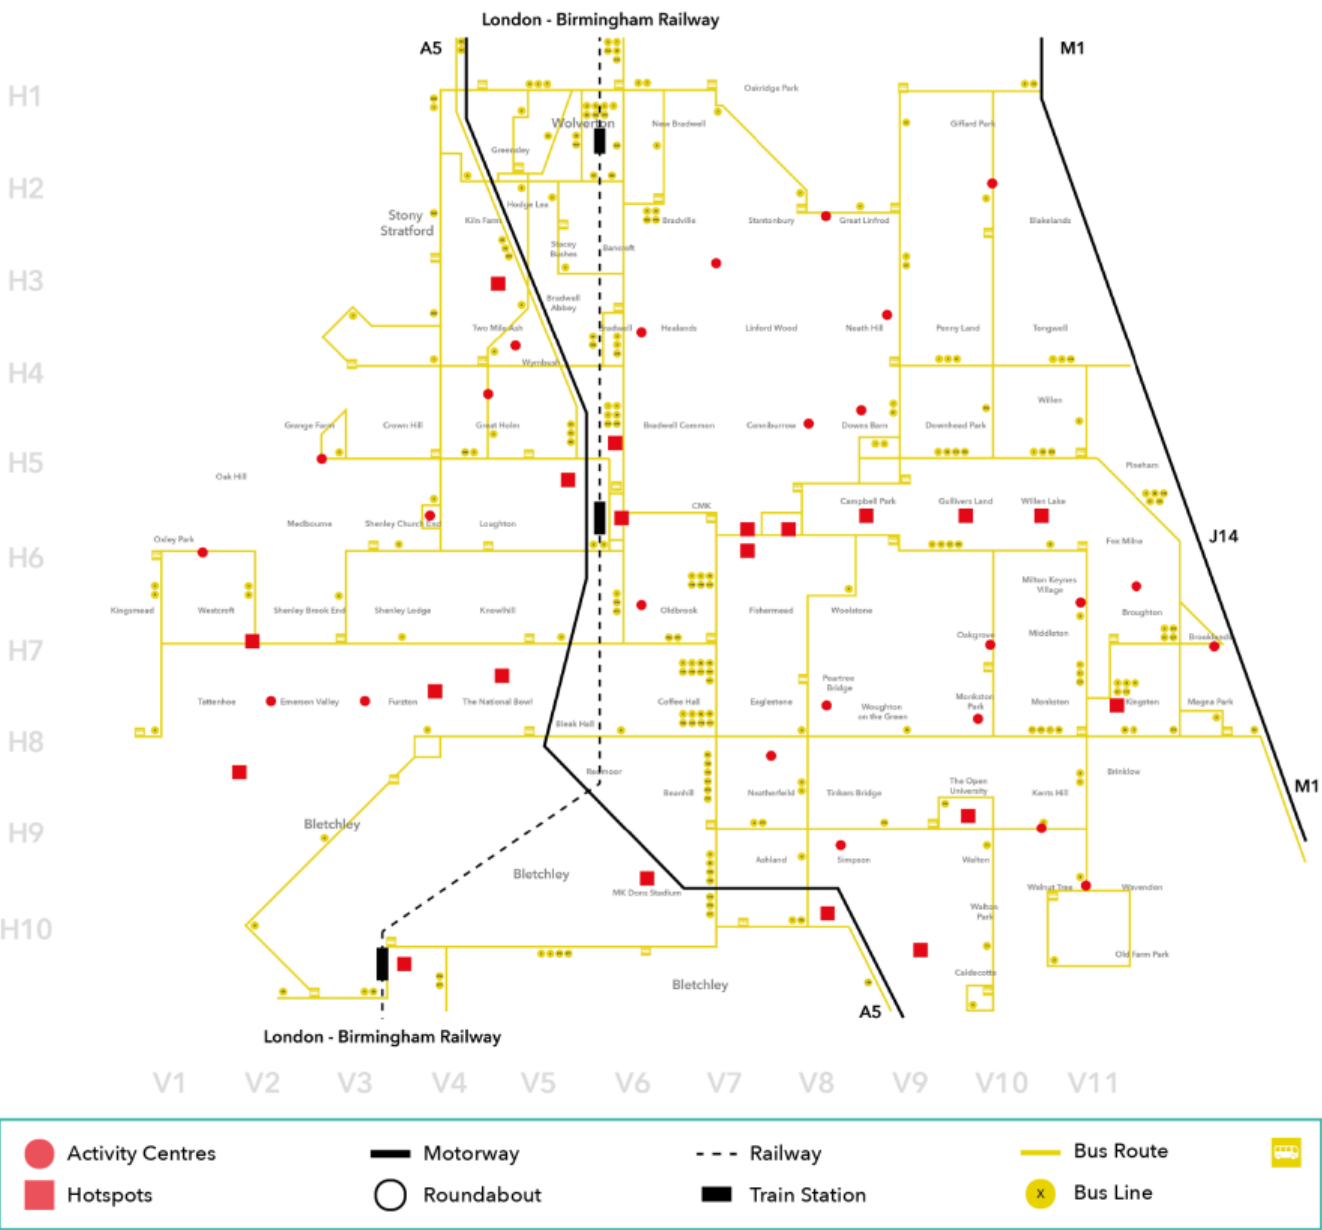 London - Birmingham Railway
A5
M1
H1
Oakridge Park
Wolverton
New Bradwell
Giffard Park
Greenley
H2
Hodge Lea
Stony
Stratford
Kiln Farm
Bradville
Stantonbury
Great Linfrod
Blakelands
Stacey
Bushes
Bancroft
H3
Bradwell
Abbey
Two Mile Ash
Bradwell
Healands
Linford Wood
Neath Hill
Penny Land
Tongwell
Wymbush
H4
Willen
Grange Farm
Crown Hill
Great Holm
Bradwell Common
Conniburrow
Downs Barn
Downhead Park
H5
Pineham
Oak Hill
CMK
Campbell Park
Gullivers Land
Willen Lake
Medbourne
Shenley Church End
Loughton
Oxley Park
J14
Fox Milne
H6
Milton Keynes
Village
Kingsmead
Westcroft
Shenley Brook End
Shenley Lodge
Knowlhill
Oldbrook
Fishermead
Woolstone
Broughton
Oakgrove
Middleton
Brooklands
H7
Peartree
Bridge
Tattenhoe
Emerson Valley
Furzton
The National Bowl
Coffee Hall
Eaglestone
Woughton
on the Green
Monkston
Park
Monkston
Kingston
Magna Park
Bleak Hall
H8
Redmoor
Brinklow
Beanhill
Neatherfeild
Tinkers Bridge
The Open
University
Kents Hill
M1
Bletchley
H9
Ashland
Simpson
Walton
Bletchley
MK Dons Stadium
Walnut Tree
Wavendon
Walton
Park
H10
Old Farm Park
Caldecotte
Bletchley
A5
London - Birmingham Railway
V1
V2
V3
V4
V5
V6
V7
V8
V9
V10
V11
Activity Centres
Motorway
Railway
Bus Route
Hotspots
Roundabout
Train Station
X
Bus Line